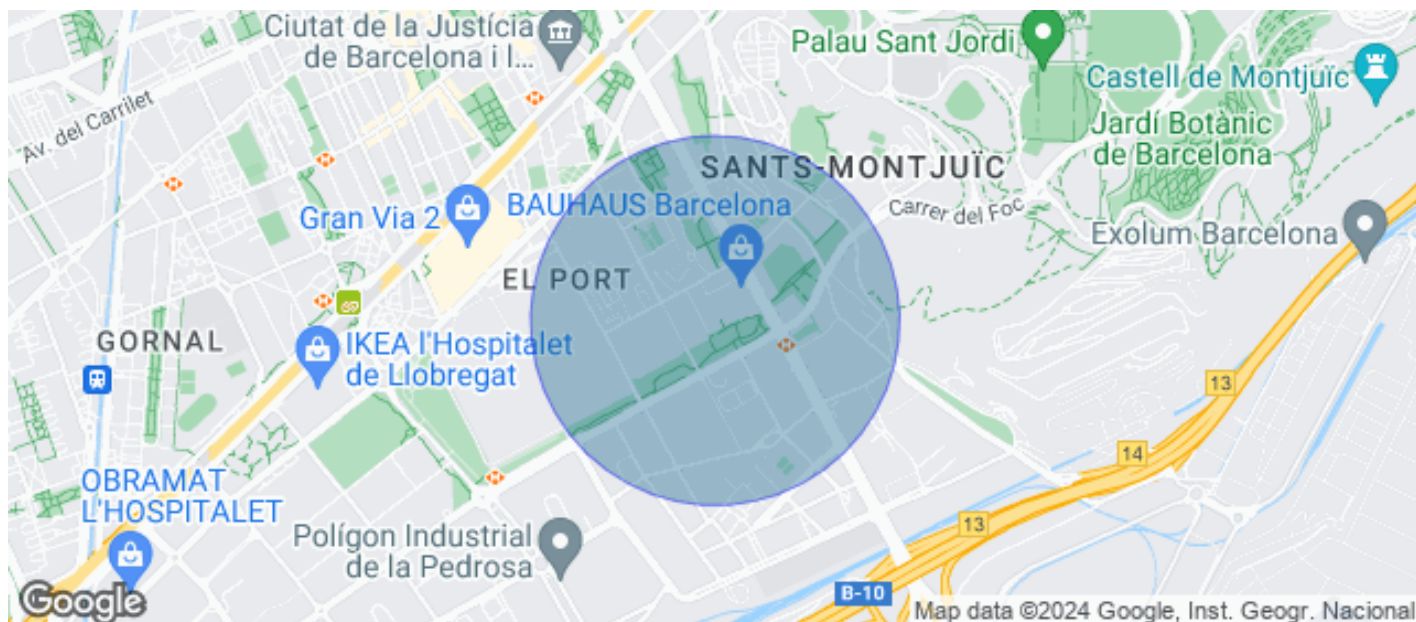 Ciutat de la Justícia
de Barcelona i l...
Palau Sant Jordi
Castell de Montjuïc
Av. del Carrilet
Jardí Botànic
de Barcelona
SANTS-MONTJUÏC
Gran Via 2
BAUHAUS Barcelona
Carrer del Foc
Exolum Barcelona
EL PORT
GORNAL
IKEA l'Hospitalet
de Llobregat
13
14
OBRAMAT
L'HOSPITALET
13
Polígon Industrial
de la Pedrosa
B-10
Google
Map data ©2024 Google, Inst. Geogr. Nacional